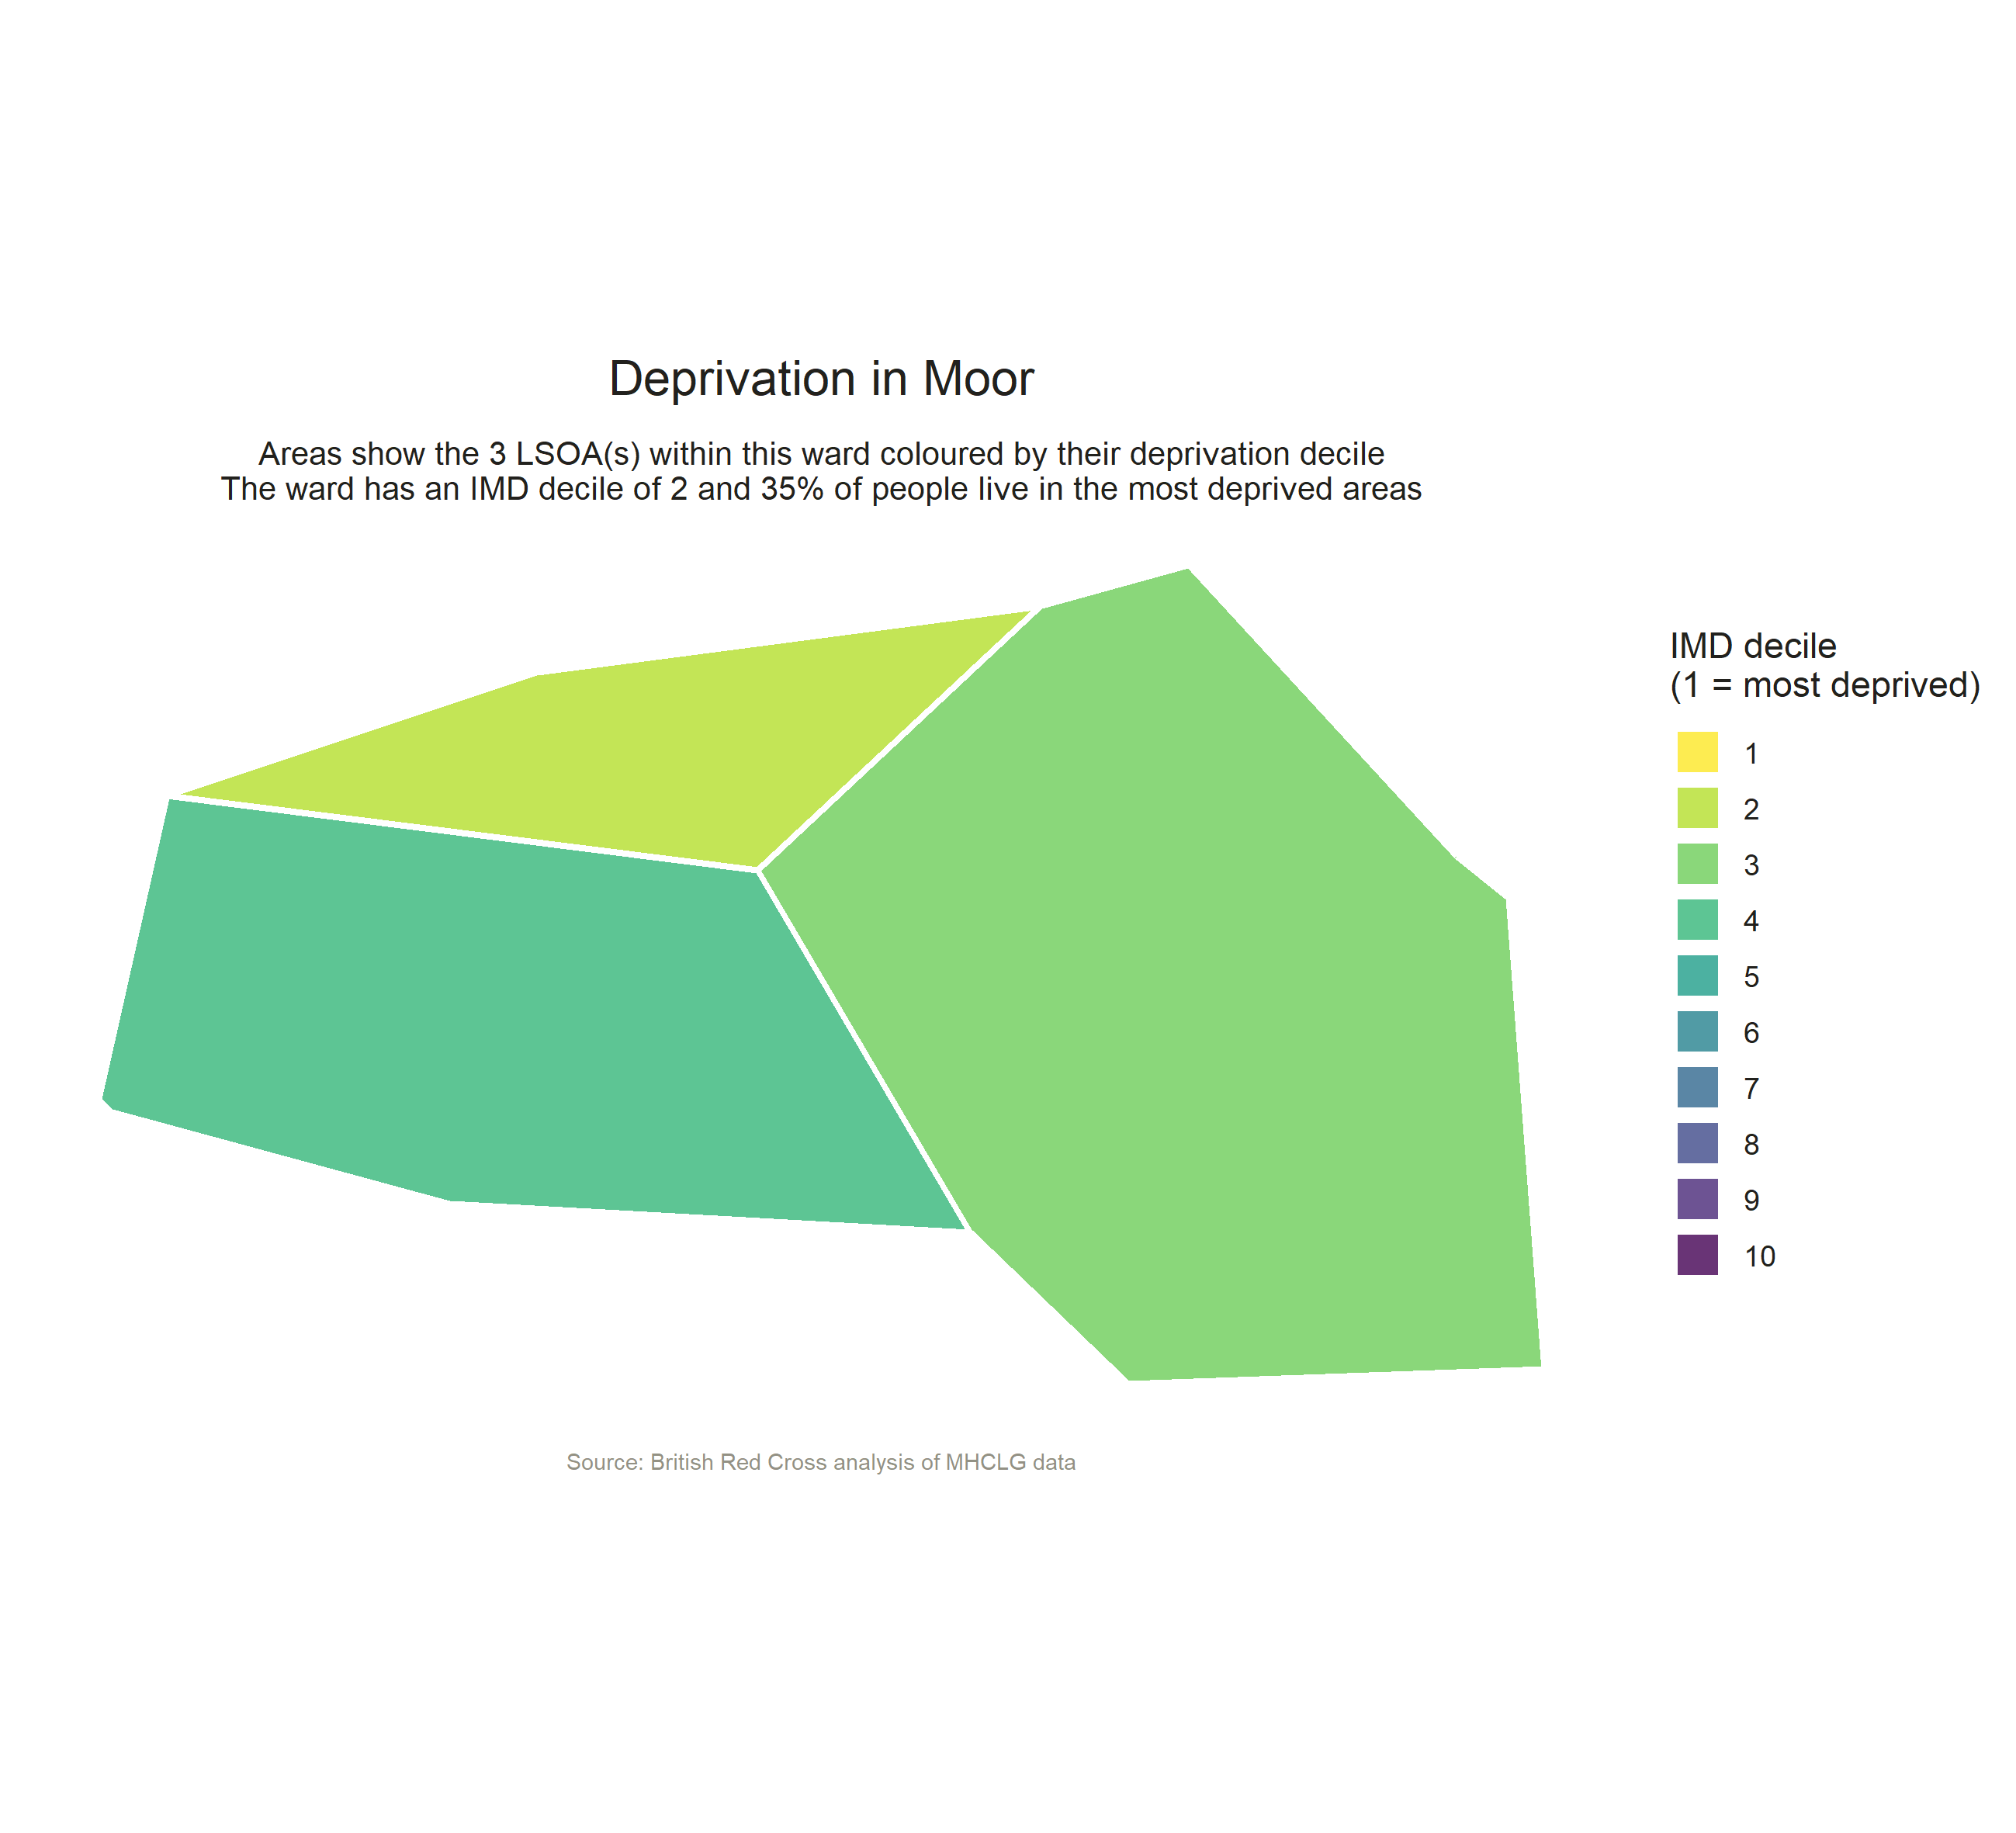 Deprivation in Moor
Areas show the 3 LSOA(s) within this ward coloured by their deprivation decile
The ward has an IMD decile of 2 and 35% of people live in the most deprived areas
IMD decile
(1 = most deprived)
1
2
3
4
5
6
7
8
9
10
Source: British Red Cross analysis of MHCLG data